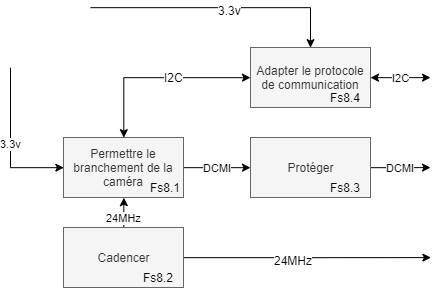 3.3v
Adapter le protocole
de communication
Fs8.4
I2C
I2C
3.3v
Permettre le
branchement de la
caméra
Fs8.1
DCMI
Protéger
Fs8.3
DCMI
24MHz
Cadencer
Fs8.2
24MHz